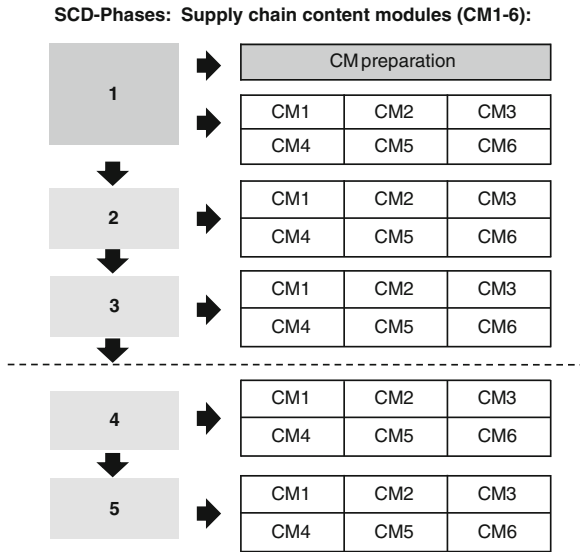 SCD-Phases: Supply chain content modules (CM1-6):
1
CM preparation
CM1 CM2 CM3
CM4 CM5 CM6
2
CM1 CM2 CM3
CM4 CM5 CM6
3
CM1 CM2 CM3
CM4 CM5 CM6
4
CM1 CM2 CM3
CM4 CM5 CM6
5
CM1 CM2 CM3
CM4 CM5 CM6